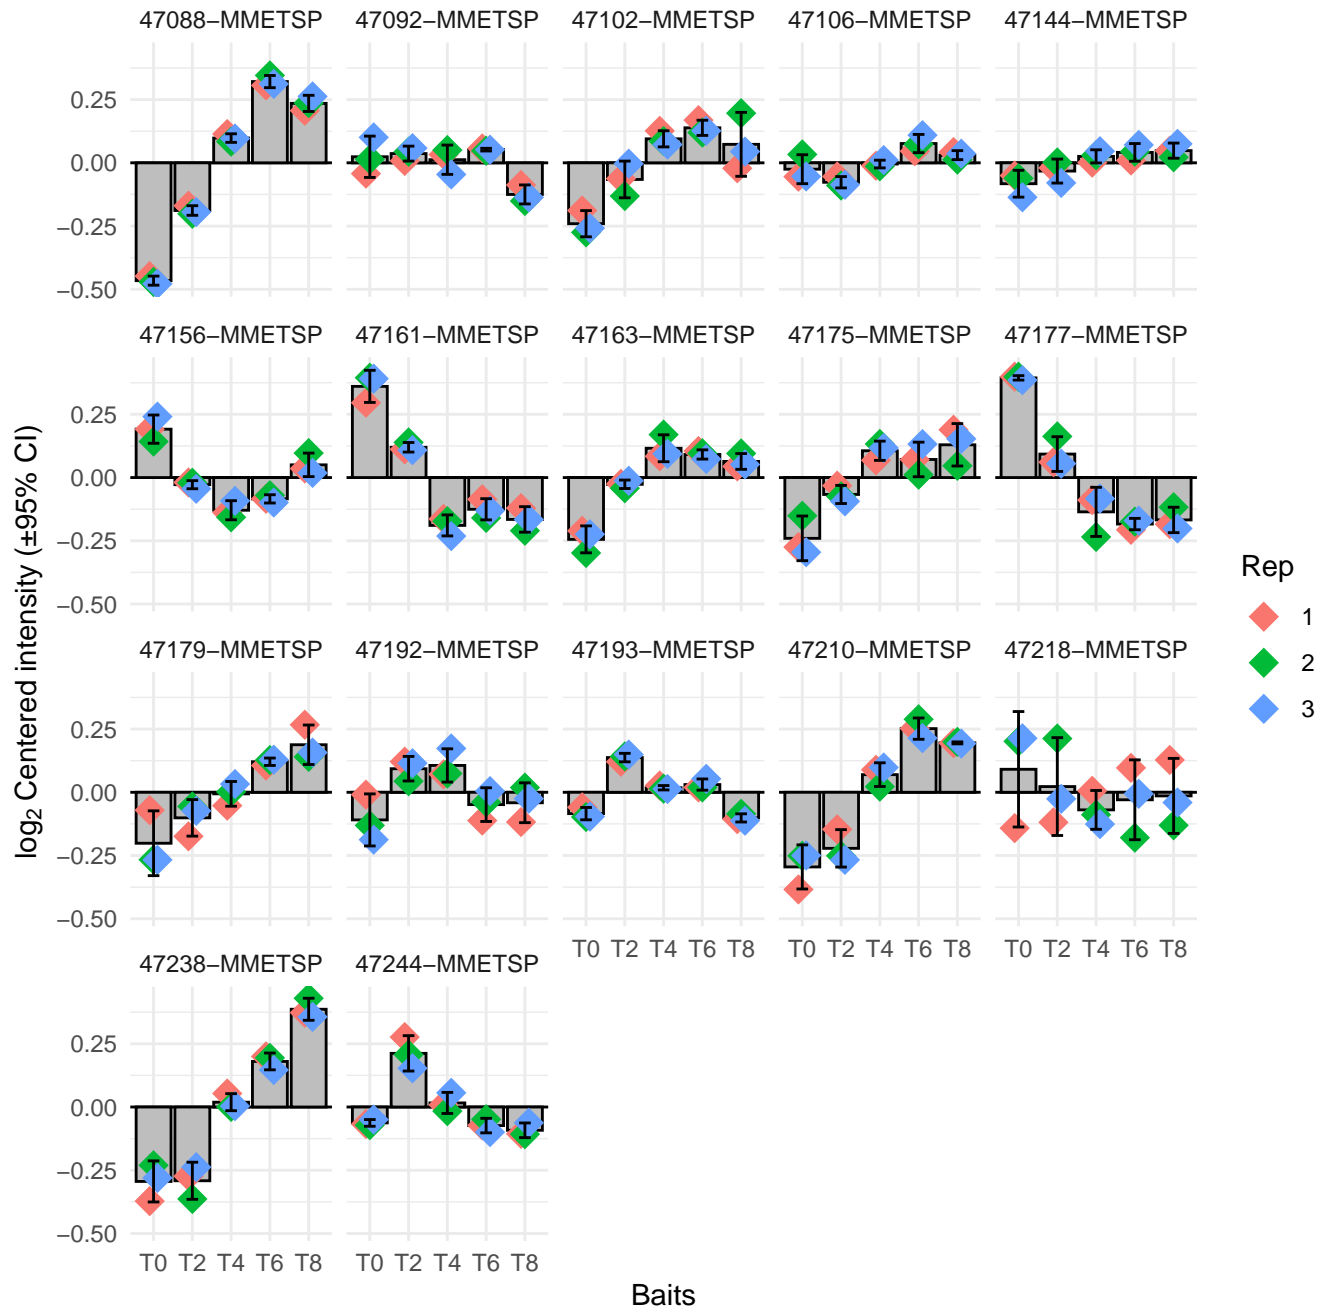 47088−MMETSP 47092−MMETSP 47102−MMETSP 47106−MMETSP 47144−MMETSP
0.25
0.00
−0.25
−0.50
47156−MMETSP 47161−MMETSP 47163−MMETSP 47175−MMETSP 47177−MMETSP
0.25
0.00
−0.25
−0.50
47179−MMETSP 47192−MMETSP 47193−MMETSP 47210−MMETSP 47218−MMETSP
0.25
0.00
−0.25
−0.50
T0 T2 T4 T6 T8 T0 T2 T4 T6 T8 T0 T2 T4 T6 T8
47238−MMETSP 47244−MMETSP
0.25
0.00
−0.25
−0.50
T0 T2 T4 T6 T8 T0 T2 T4 T6 T8
Baits
log2 Centered intensity (±95% CI)
Rep
1
2
3